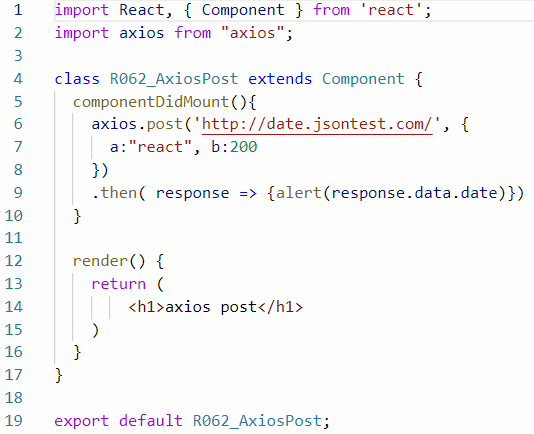 1 import React, { Component } from 'react';
2 import axios from "axios";
3
4 class R062_AxiosPost extends Component {
5   componentDidMount(){
6     axios.post('http://date.jsontest.com/', {
7       a:"react", b:200
8     })
9     .then( response => {alert(response.data.date)})
10   }
11
12   render() {
13     return (
14         <h1>axios post</h1>
15     )
16   }
17 }
18
19 export default R062_AxiosPost;